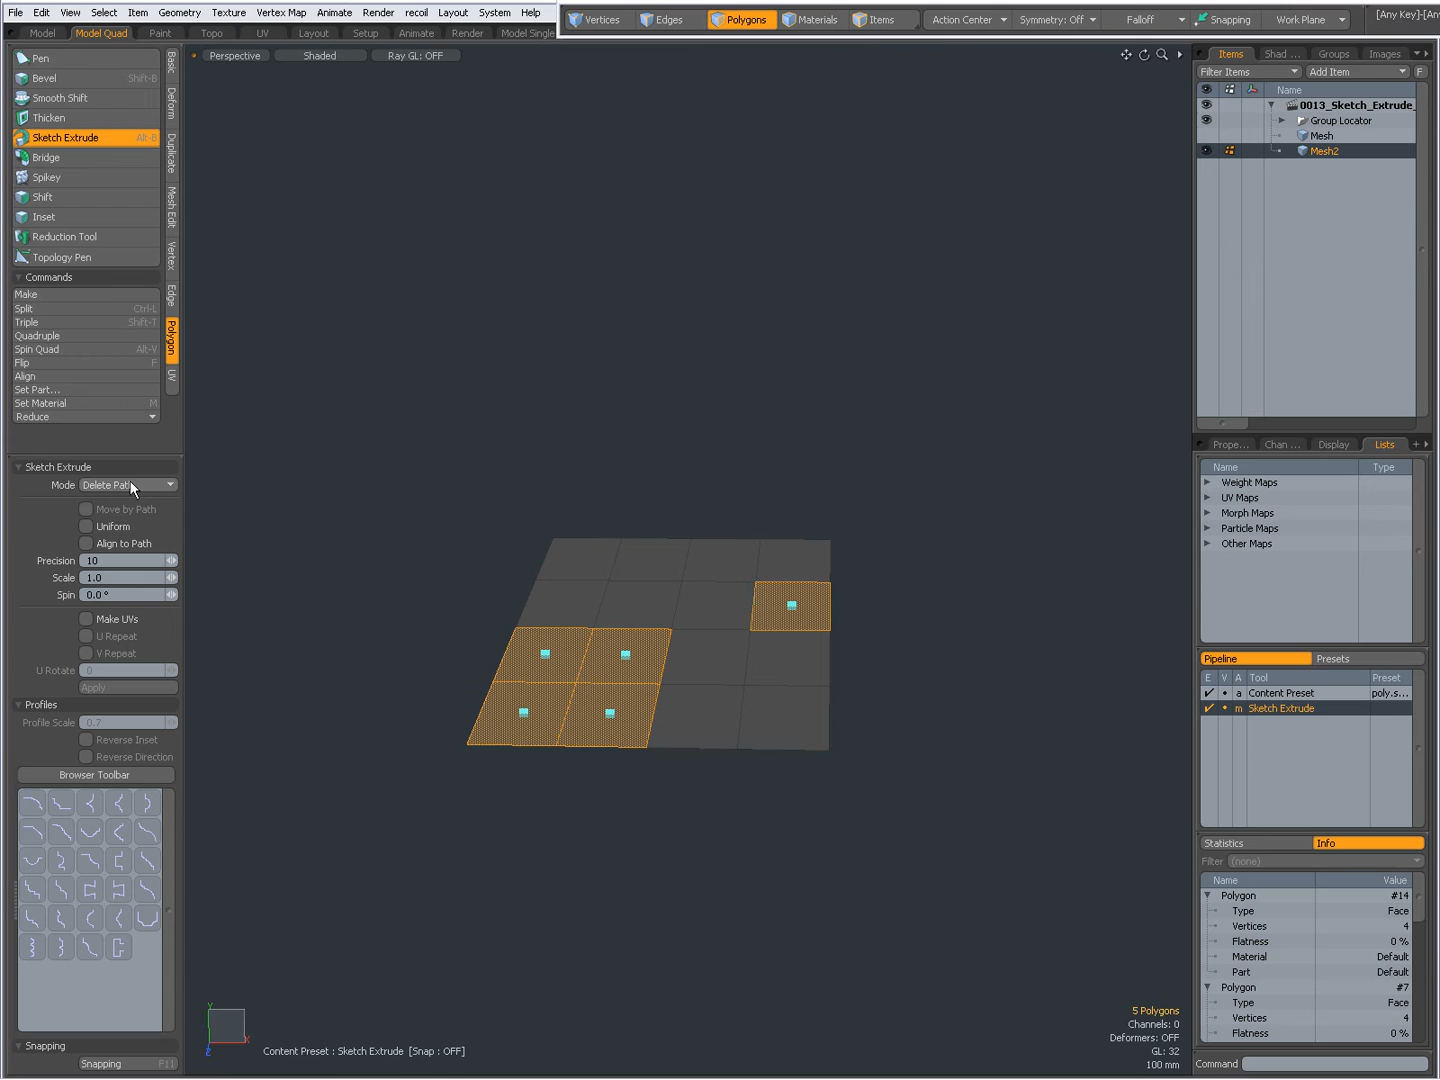 File Edit View Select Item Geometry Texture Vertex Map Animate Render recoil Layout System Help
Vertices Edges Polygons Materials Items Action Center Symmetry: Off Falloff Snapping Work Plane
Model Model Quad Paint Topo UV Layout Setup Animate Render Model Single
Perspective Shaded Ray GL: OFF
Pen
Bevel Shift-B
Smooth Shift
Thicken
Sketch Extrude Alt-B
Bridge
Spikey
Shift
Inset
Reduction Tool
Topology Pen
Commands
Make
Split Ctrl-L
Triple Shift-T
Quadruple
Spin Quad Alt-V
Flip F
Align
Set Part...
Set Material M
Reduce
Basic
Deform
Duplicate
Mesh Edit
Vertex
Edge
Polygon
UV
Sketch Extrude
Mode Delete Path
Move by Path
Uniform
Align to Path
Precision 10
Scale 1.0
Spin 0.0 °
Make UVs
U Repeat
V Repeat
U Rotate 0
Apply
Profiles
Profile Scale 0.7
Reverse Inset
Reverse Direction
Browser Toolbar
Snapping
Snapping F11
Content Preset : Sketch Extrude [Snap : OFF]
Y
X
Z
5 Polygons
Channels: 0
Deformers: OFF
GL: 32
100 mm
Items Shad ... Groups Images
Filter Items Add Item F
Name
0013_Sketch_Extrude_
Group Locator
Mesh
Mesh2
Prope... Chan ... Display Lists
Name Type
Weight Maps
UV Maps
Morph Maps
Particle Maps
Other Maps
Pipeline Presets
E V A Tool Preset
a Content Preset poly.s...
m Sketch Extrude
Statistics Info
Filter (none)
Name Value
Polygon #14
Type Face
Vertices 4
Flatness 0 %
Material Default
Part Default
Polygon #7
Type Face
Vertices 4
Flatness 0 %
Command